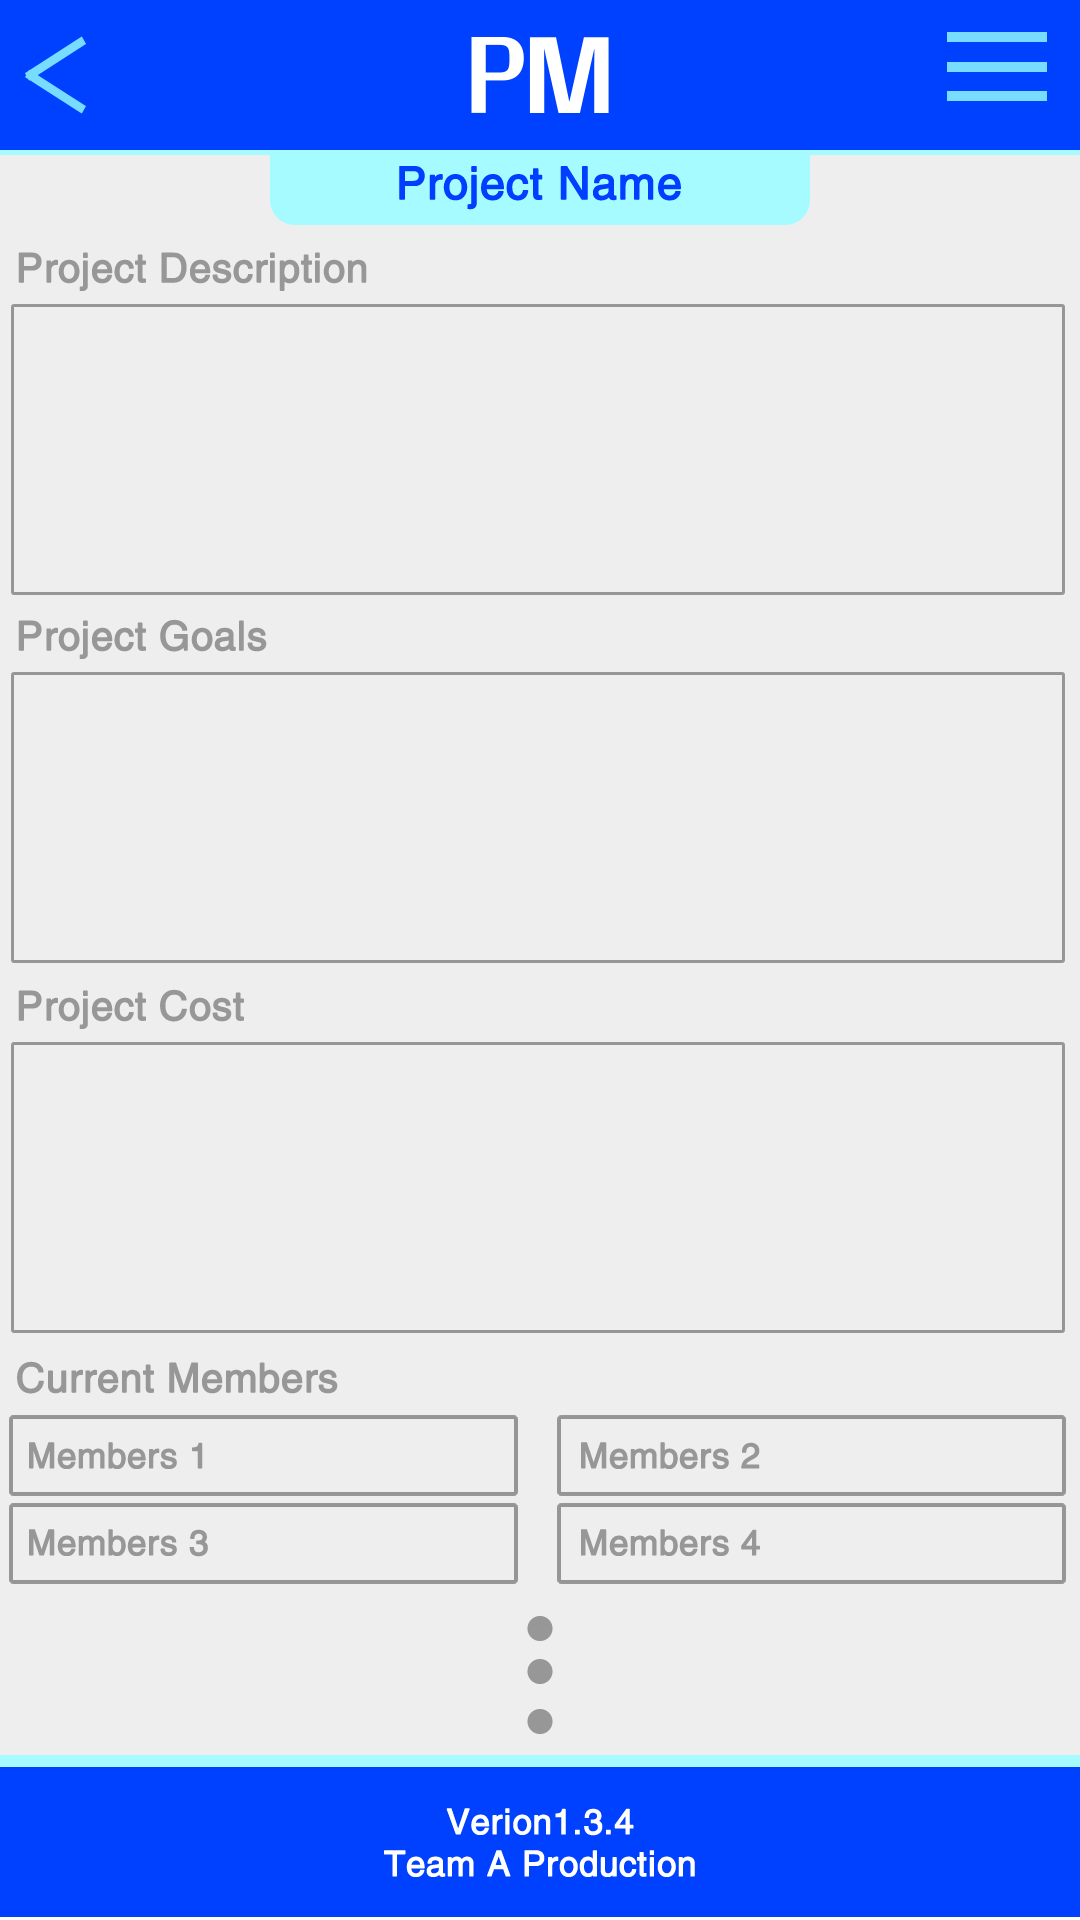 PM
Project Name
Project Description
Project Goals
Project Cost
Current Members
Members 1
Members 2
Members 3
Members 4
Verion1.3.4
Team A Production